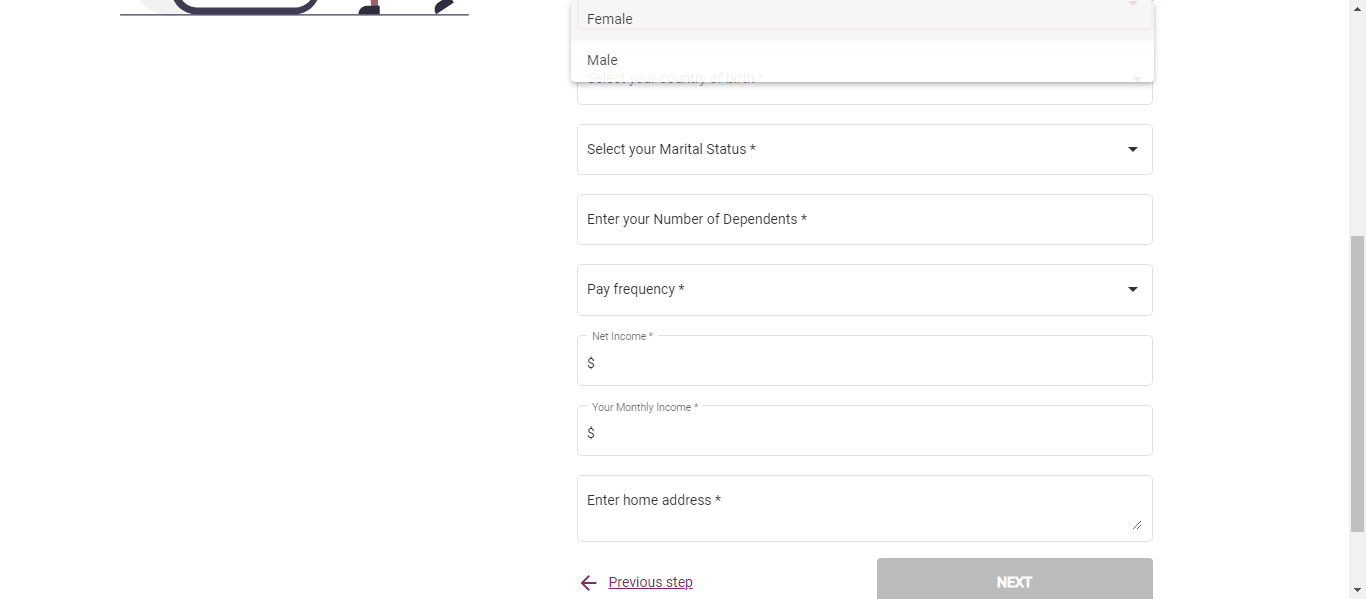 Female
Male
Select your country of birth *
Select your Marital Status *
Enter your Number of Dependents *
Pay frequency *
Net Income *
$
Your Monthly Income *
$
Enter home address *
Previous step
NEXT